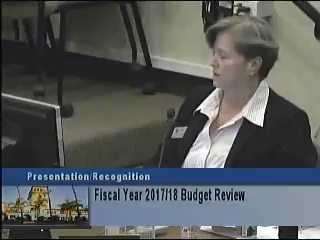 Presentation/Recognition
Fiscal Year 2017/18 Budget Review